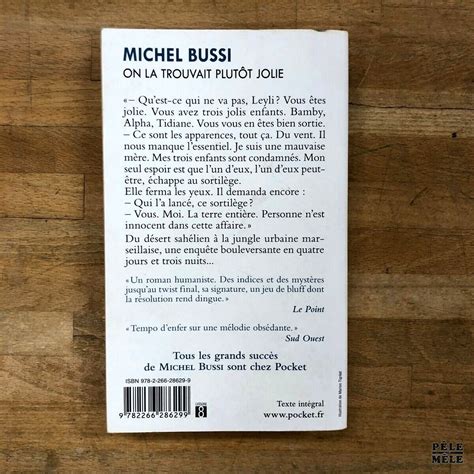 MICHEL BUSSI
ON LA TROUVAIT PLUTÔT JOLIE
« – Qu'est-ce qui ne va pas, Leyli ? Vous êtes
jolie. Vous avez trois jolis enfants. Bamby,
Alpha, Tidiane. Vous vous en êtes bien sortie.
– Ce sont les apparences, tout ça. Du vent. Il
nous manque l'essentiel. Je suis une mauvaise
mère. Mes trois enfants sont condamnés. Mon
seul espoir est que l'un d'eux, l'un d'eux peut-
être, échappe au sortilège.
Elle ferma les yeux. Il demanda encore :
– Qui l'a lancé, ce sortilège ?
– Vous. Moi. La terre entière. Personne n'est
innocent dans cette affaire. »
Du désert sahélien à la jungle urbaine mar-
seillaise, une enquête bouleversante en quatre
jours et trois nuits...
« Un roman humaniste. Des indices et des mystères
jusqu'au twist final, sa signature, un jeu de bluff dont
la résolution rend dingue. »
Le Point
« Tempo d'enfer sur une mélodie obsédante. »
Sud Ouest
Tous les grands succès
de MICHEL BUSSI sont chez Pocket
ISBN 978-2-266-28629-9
9 782266 286299
CATÉGORIE
8
Texte intégral
www.pocket.fr
PÊLE
MÊLE